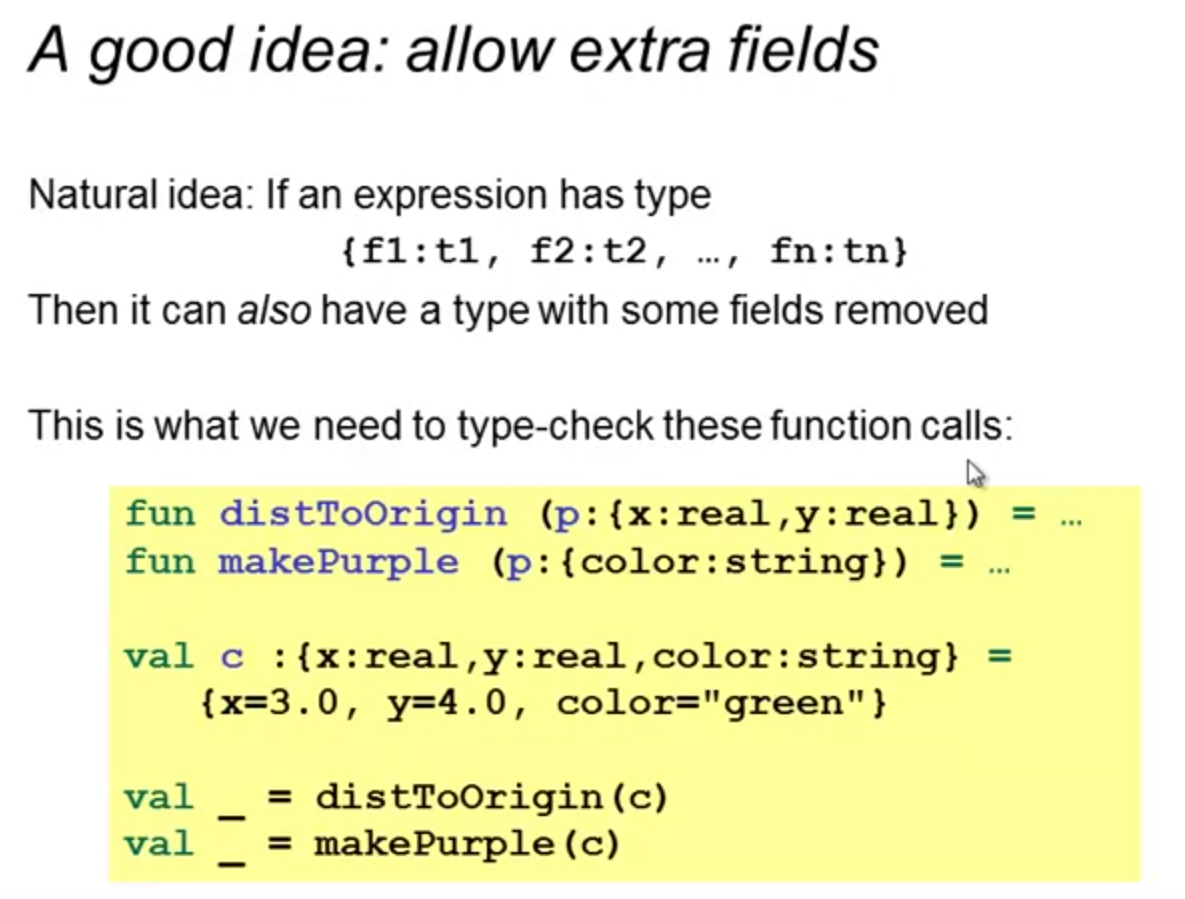 A good idea: allow extra fields
Natural idea: If an expression has type
{f1:t1, f2:t2, …, fn:tn}
Then it can also have a type with some fields removed
This is what we need to type-check these function calls:
fun distToOrigin (p:{x:real,y:real}) = …
fun makePurple (p:{color:string}) = …
val c :{x:real,y:real,color:string} =
{x=3.0, y=4.0, color="green"}
val _ = distToOrigin(c)
val _ = makePurple(c)